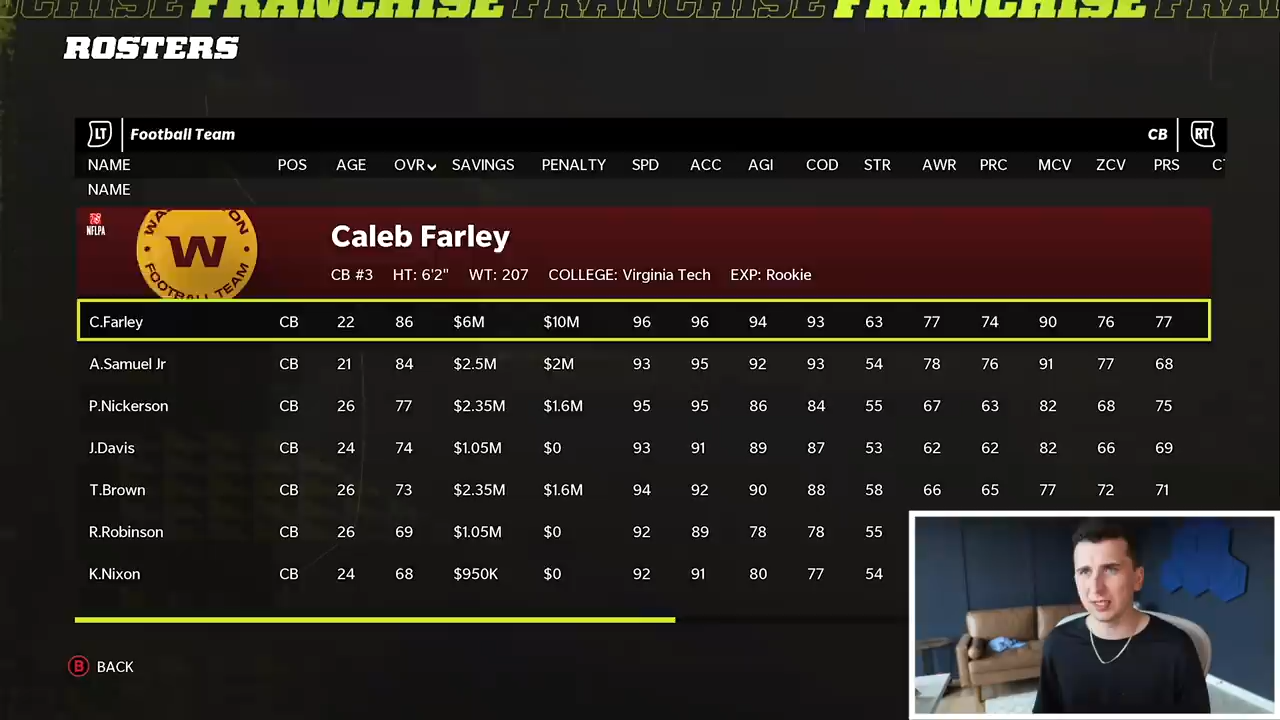 CHISE FRANCHISE FRANCHISE FRANCHISE FRAN
ROSTERS
LT Football Team CB RT
NAME POS AGE OVR SAVINGS PENALTY SPD ACC AGI COD STR AWR PRC MCV ZCV PRS
NAME
NFLPA
WASHINGTON
W
FOOTBALL TEAM
Caleb Farley
CB #3 HT: 6'2" WT: 207 COLLEGE: Virginia Tech EXP: Rookie
C.Farley CB 22 86 $6M $10M 96 96 94 93 63 77 74 90 76 77
A.Samuel Jr CB 21 84 $2.5M $2M 93 95 92 93 54 78 76 91 77 68
P.Nickerson CB 26 77 $2.35M $1.6M 95 95 86 84 55 67 63 82 68 75
J.Davis CB 24 74 $1.05M $0 93 91 89 87 53 62 62 82 66 69
T.Brown CB 26 73 $2.35M $1.6M 94 92 90 88 58 66 65 77 72 71
R.Robinson CB 26 69 $1.05M $0 92 89 78 78 55
K.Nixon CB 24 68 $950K $0 92 91 80 77 54
B BACK